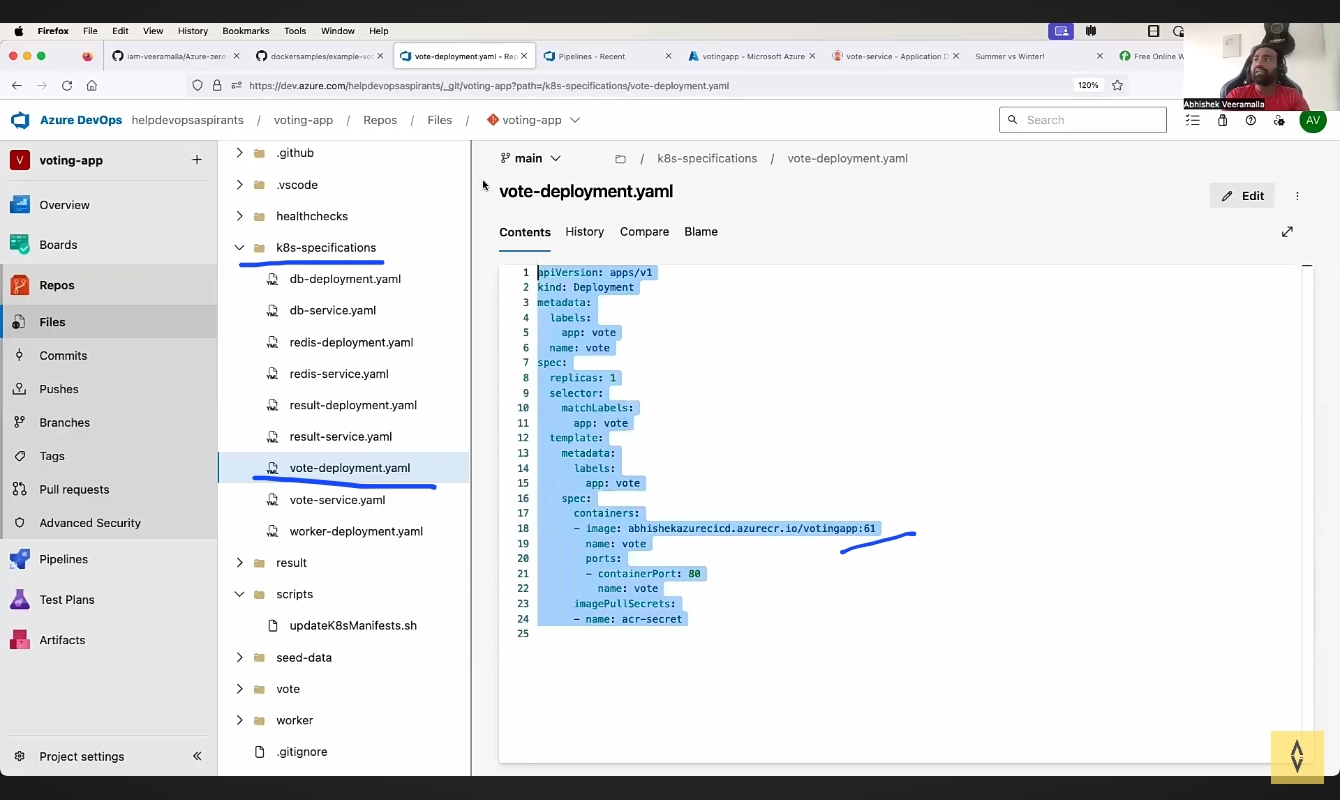 Firefox File Edit View History Bookmarks Tools Window Help
iam-veeramalla/Azure-zero
dockersamples/example-vot
vote-deployment.yaml - Rep
Pipelines - Recent
votingapp - Microsoft Azure
vote-service - Application D
Summer vs Winter!
Free Online W
https://dev.azure.com/helpdevopsaspirants/_git/voting-app?path=/k8s-specifications/vote-deployment.yaml
120%
Abhishek Veeramalla
Azure DevOps helpdevopsaspirants / voting-app / Repos / Files / voting-app
Search
AV
V voting-app +
Overview
Boards
Repos
Files
Commits
Pushes
Branches
Tags
Pull requests
Advanced Security
Pipelines
Test Plans
Artifacts
Project settings
.github
.vscode
healthchecks
k8s-specifications
db-deployment.yaml
db-service.yaml
redis-deployment.yaml
redis-service.yaml
result-deployment.yaml
result-service.yaml
vote-deployment.yaml
vote-service.yaml
worker-deployment.yaml
result
scripts
updateK8sManifests.sh
seed-data
vote
worker
.gitignore
main / k8s-specifications / vote-deployment.yaml
vote-deployment.yaml
Edit
Contents History Compare Blame
1 apiVersion: apps/v1
2 kind: Deployment
3 metadata:
4 labels:
5 app: vote
6 name: vote
7 spec:
8 replicas: 1
9 selector:
10 matchLabels:
11 app: vote
12 template:
13 metadata:
14 labels:
15 app: vote
16 spec:
17 containers:
18 - image: abhishekazurecicd.azurecr.io/votingapp:61
19 name: vote
20 ports:
21 - containerPort: 80
22 name: vote
23 imagePullSecrets:
24 - name: acr-secret
25